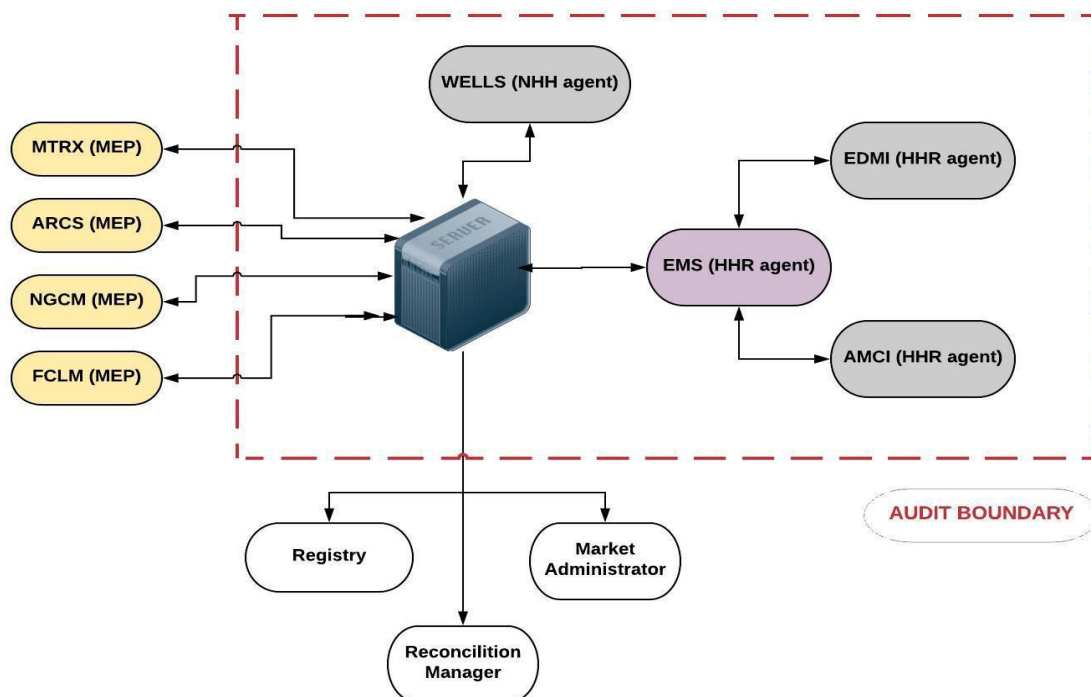 WELLS (NHH agent)
MTRX (MEP)
EDMI (HHR agent)
ARCS (MEP)
SERVER
EMS (HHR agent)
NGCM (MEP)
FCLM (MEP)
AMCI (HHR agent)
AUDIT BOUNDARY
Registry
Market
Administrator
Reconcilition
Manager